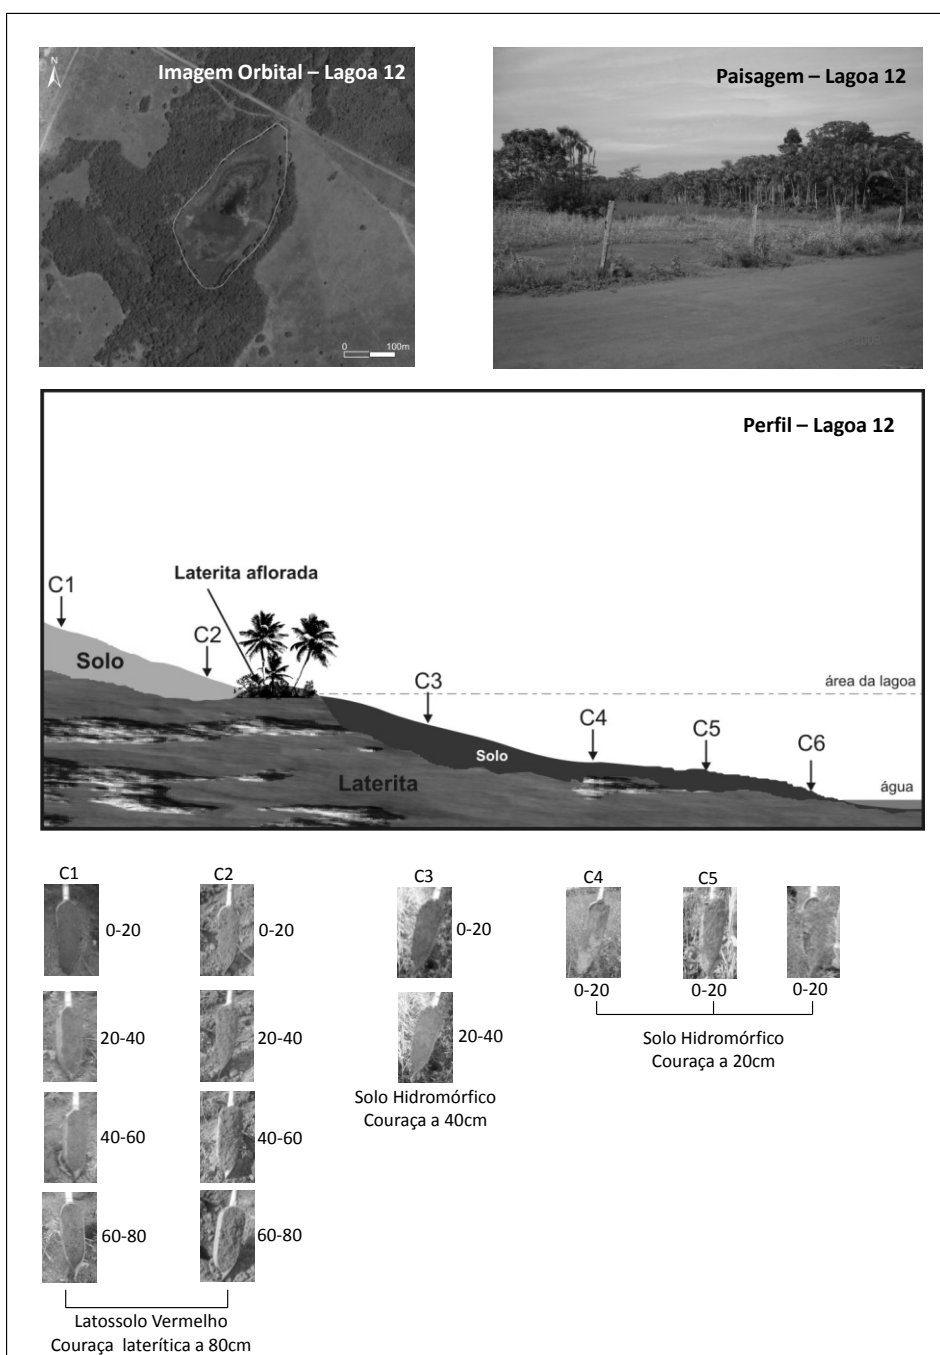 Imagem Orbital – Lagoa 12
N
0 100m
Paisagem – Lagoa 12
Perfil – Lagoa 12
Laterita aflorada
C1
C2
Solo
C3
área da lagoa
C4
C5
C6
Solo
Laterita
água
C1
C2
C3
C4
C5
0-20
0-20
0-20
0-20
0-20
0-20
20-40
20-40
20-40
Solo Hidromórfico
Couraça a 20cm
Solo Hidromórfico
Couraça a 40cm
40-60
40-60
60-80
60-80
Latossolo Vermelho
Couraça laterítica a 80cm